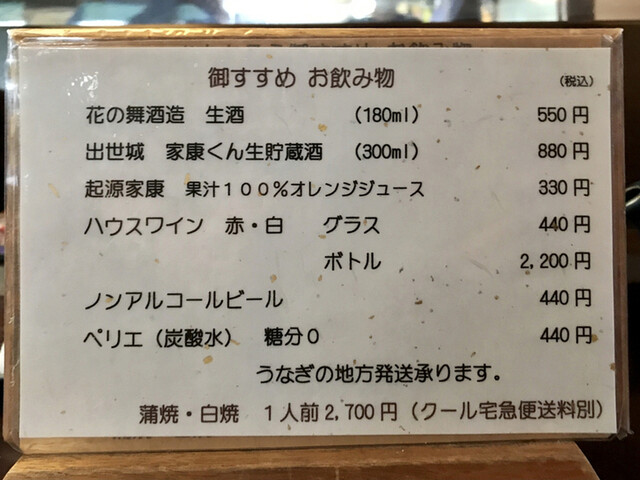 御すすめ お飲み物 (税込)
花の舞酒造 生酒 (180ml) 550円
出世城 家康くん生貯蔵酒 (300ml) 880円
起源家康 果汁100%オレンジジュース 330円
ハウスワイン 赤・白 グラス 440円
ボトル 2,200円
ノンアルコールビール 440円
ペリエ(炭酸水) 糖分0 440円
うなぎの地方発送承ります。
蒲焼・白焼 1人前2,700円(クール宅急便送料別)